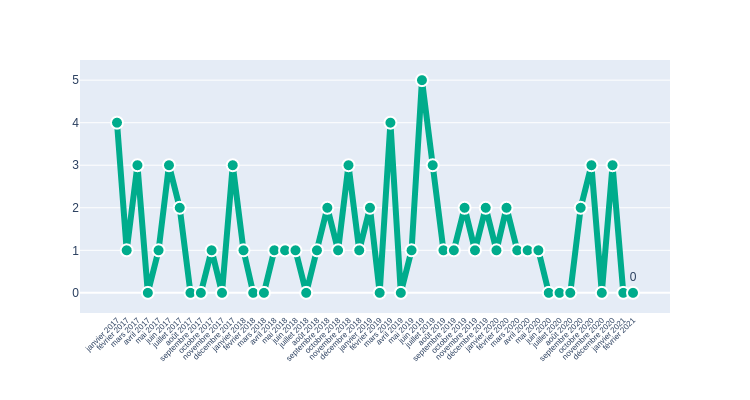 5
4
3
2
1
0
0
janvier 2017
février 2017
mars 2017
avril 2017
mai 2017
juin 2017
juillet 2017
août 2017
septembre 2017
octobre 2017
novembre 2017
décembre 2017
janvier 2018
février 2018
mars 2018
avril 2018
mai 2018
juin 2018
juillet 2018
août 2018
septembre 2018
octobre 2018
novembre 2018
décembre 2018
janvier 2019
février 2019
mars 2019
avril 2019
mai 2019
juin 2019
juillet 2019
août 2019
septembre 2019
octobre 2019
novembre 2019
décembre 2019
janvier 2020
février 2020
mars 2020
avril 2020
mai 2020
juin 2020
juillet 2020
août 2020
septembre 2020
octobre 2020
novembre 2020
décembre 2020
janvier 2021
février 2021